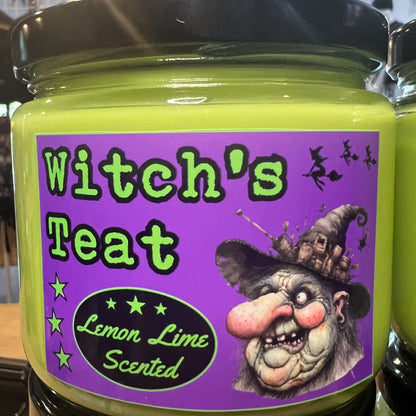 Witch's
Teat
Lemon Lime
Scented